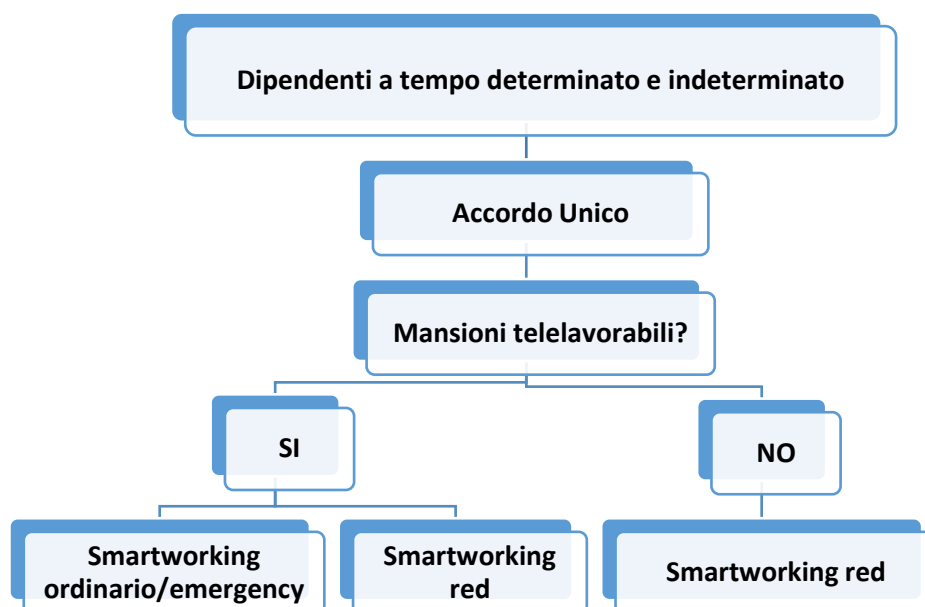 Dipendenti a tempo determinato e indeterminato
Accordo Unico
Mansioni telelavorabili?
SI
NO
Smartworking
ordinario/emergency
Smartworking
red
Smartworking red